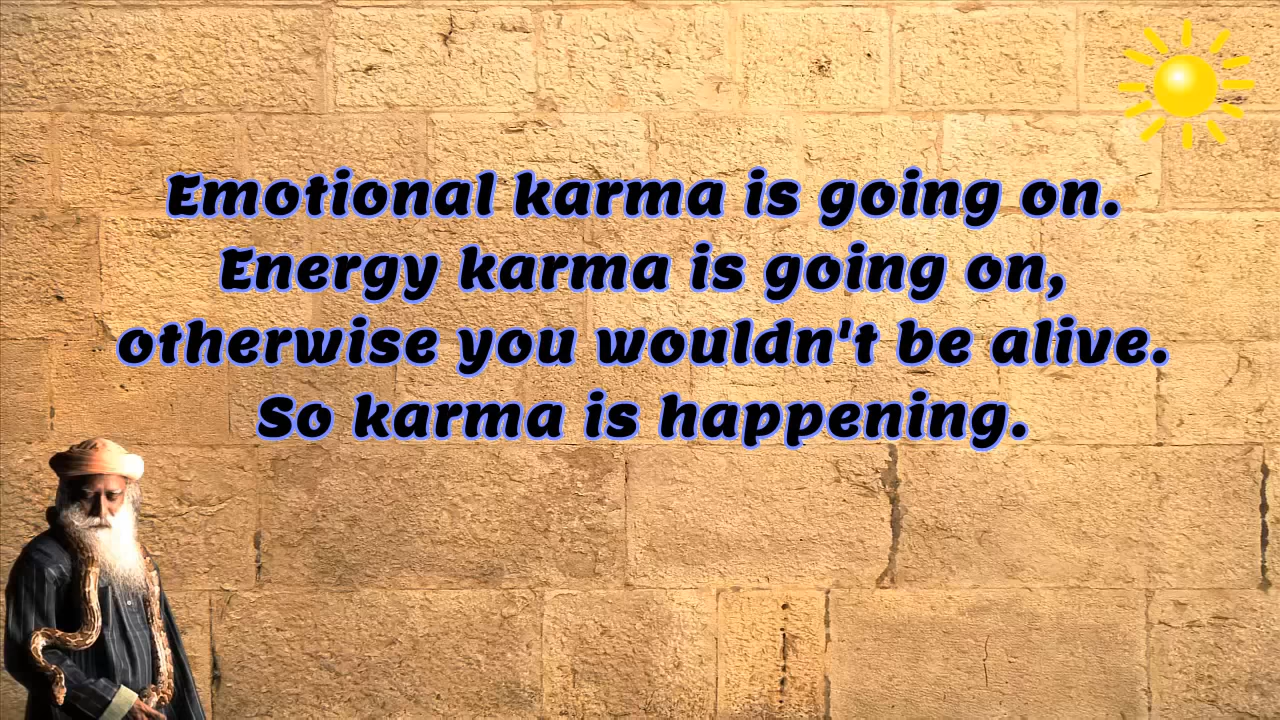 Emotional karma is going on.
Energy karma is going on,
otherwise you wouldn't be alive.
So karma is happening.